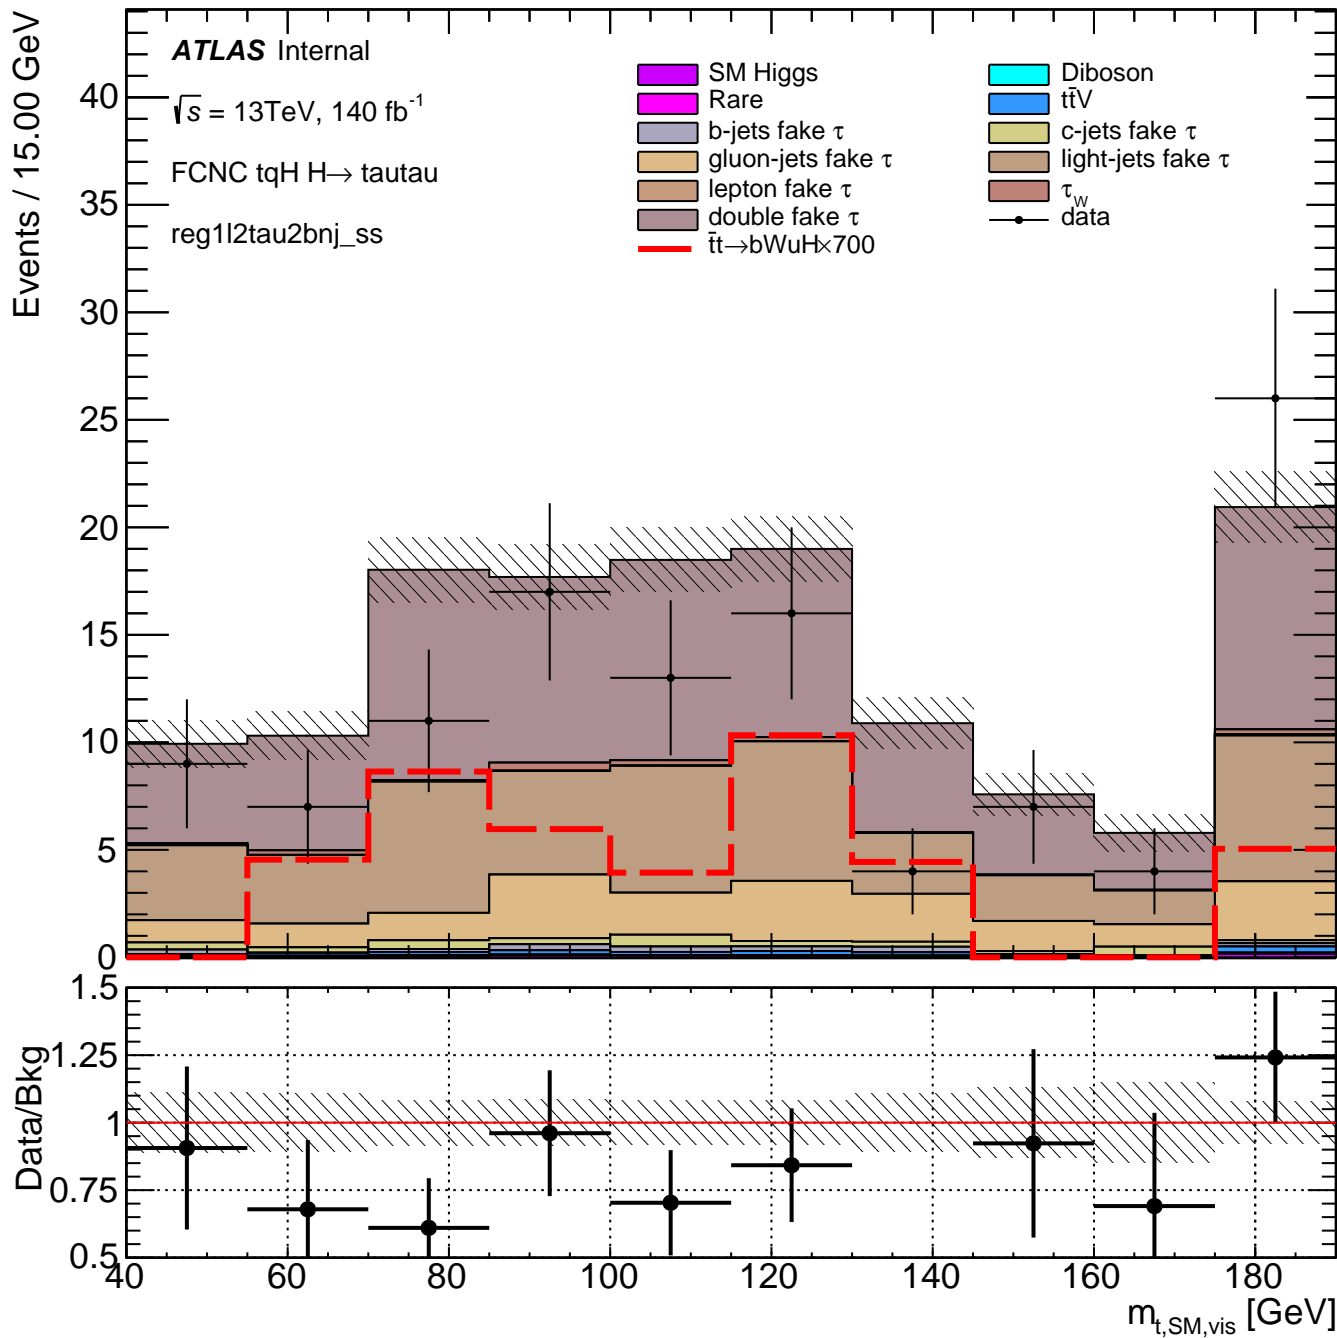 Events / 15.00 GeV
40
35
30
25
20
15
10
5
0
ATLAS Internal
√s = 13TeV, 140 fb⁻¹
FCNC tqH H→ tautau
reg1l2tau2bnj_ss
SM Higgs
Diboson
Rare
tt̄V
b-jets fake τ
c-jets fake τ
gluon-jets fake τ
light-jets fake τ
lepton fake τ
τ_W
double fake τ
data
t̄t→bWuH×700
Data/Bkg
1.5
1.25
1
0.75
0.5
40 60 80 100 120 140 160 180
m_{t,SM,vis} [GeV]